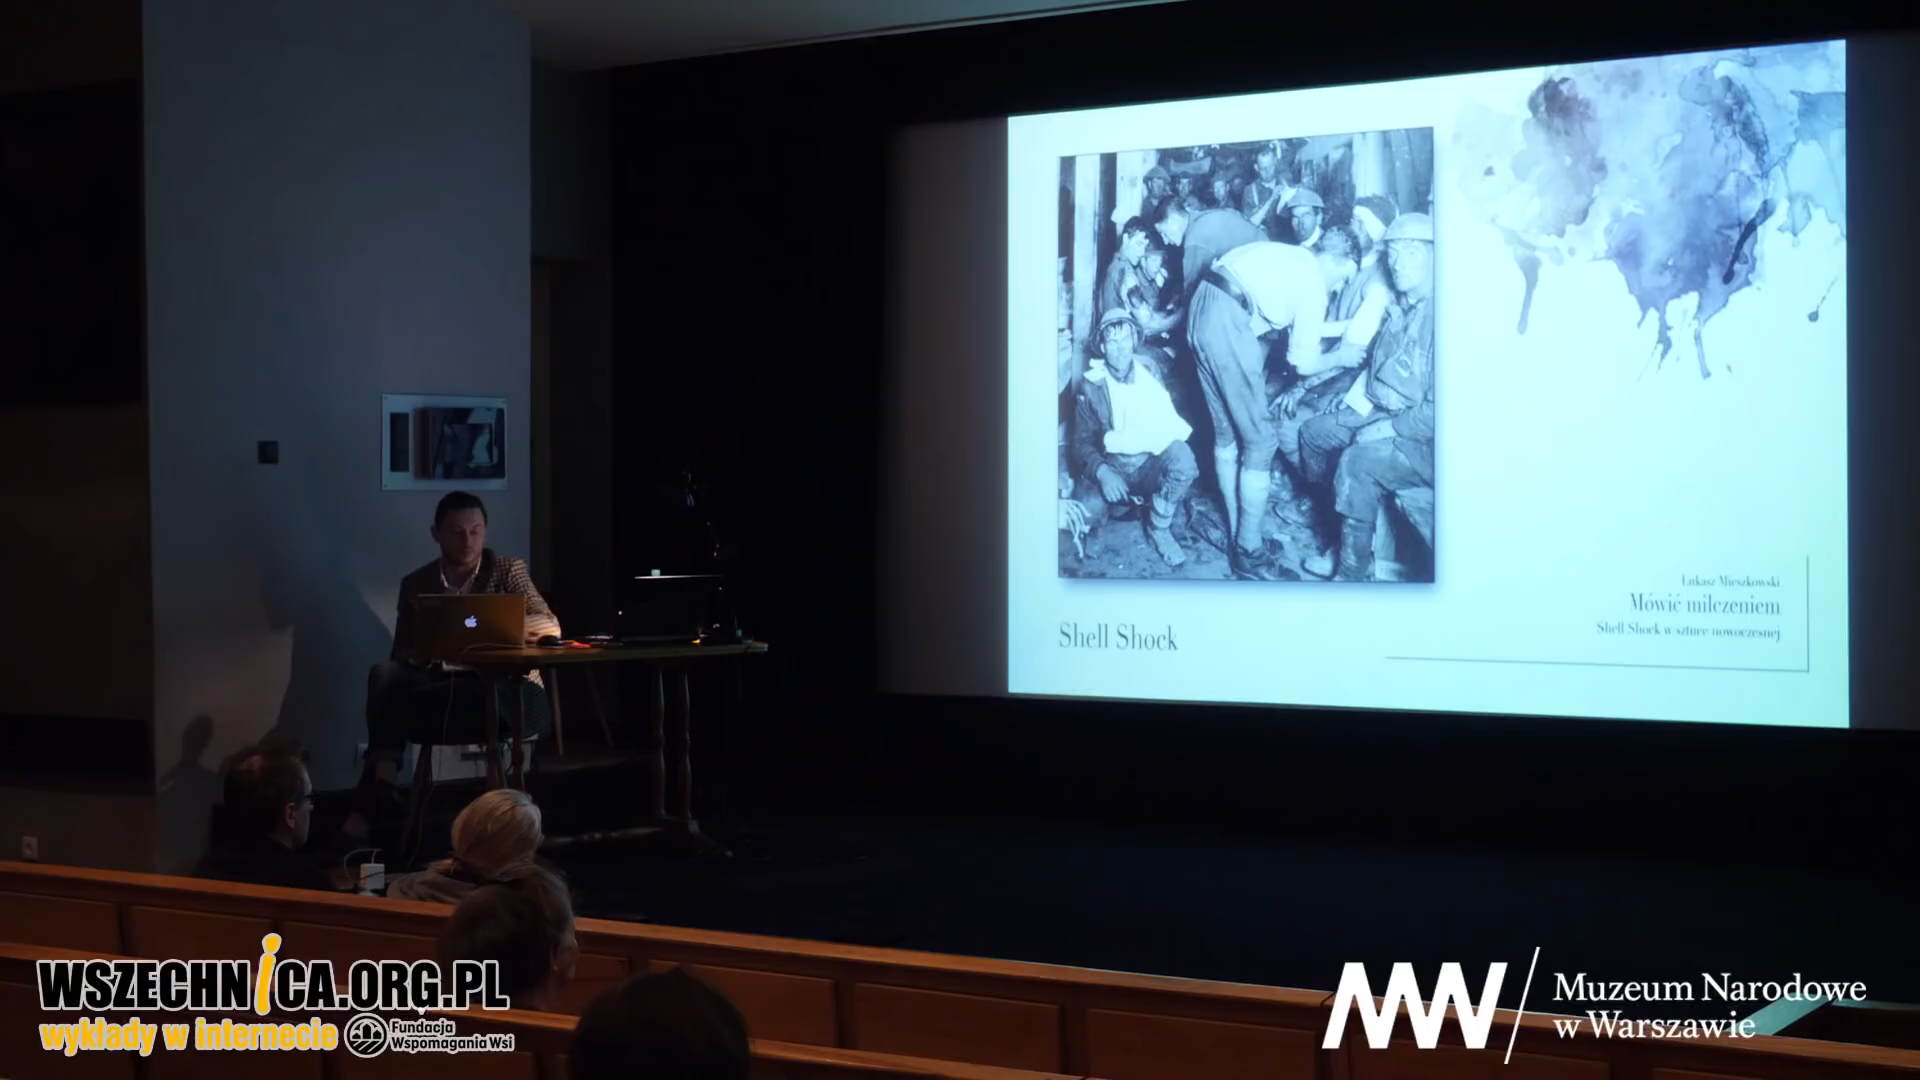 Shell Shock
Łukasz Mieszkowski
Mówić milczeniem
Shell Shock w sztuce nowoczesnej
WSZECHNICA.ORG.PL
wykłady w internecie
Fundacja
Wspomagania Wsi
Muzeum Narodowe
w Warszawie